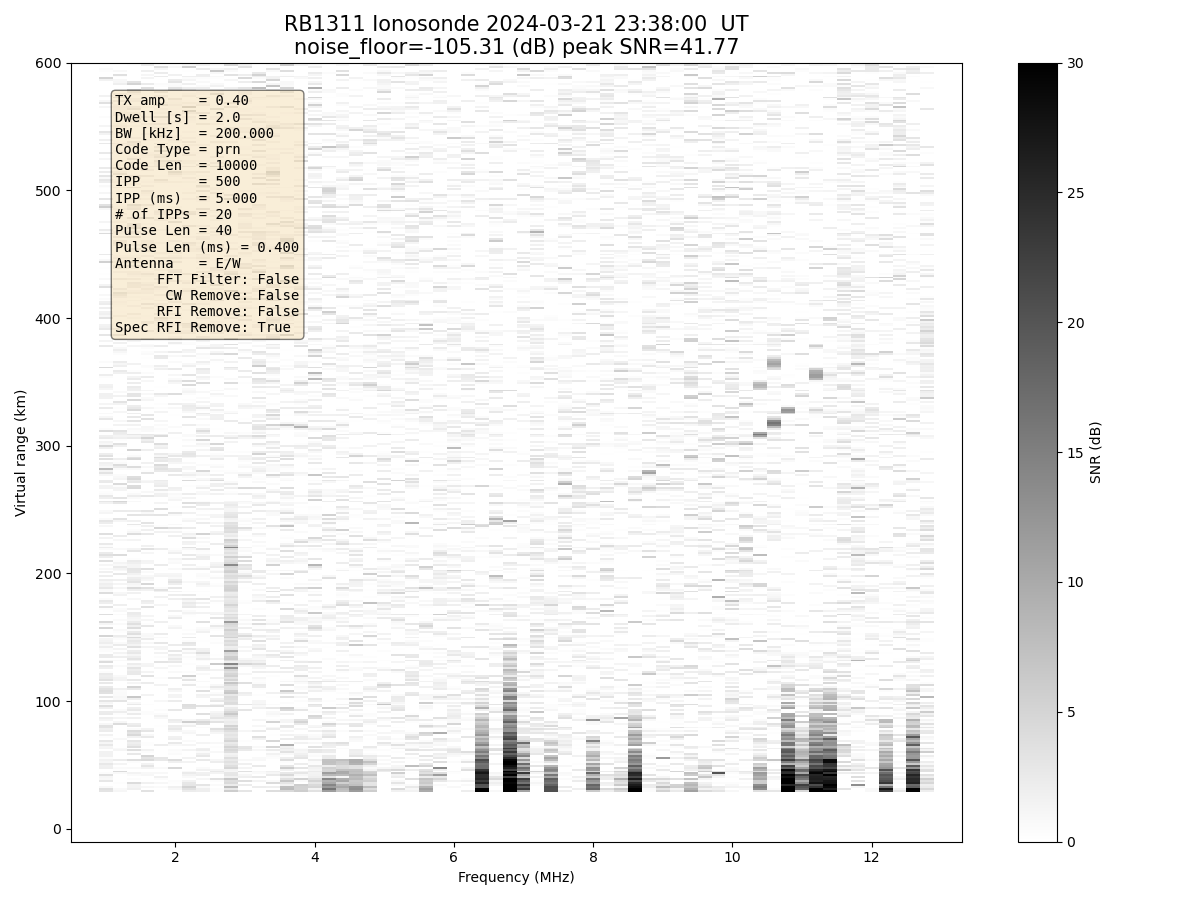 RB1311 Ionosonde 2024-03-21 23:38:00  UT
noise_floor=-105.31 (dB) peak SNR=41.77
TX amp    = 0.40
Dwell [s] = 2.0
BW [kHz]  = 200.000
Code Type = prn
Code Len  = 10000
IPP       = 500
IPP (ms)  = 5.000
# of IPPs = 20
Pulse Len = 40
Pulse Len (ms) = 0.400
Antenna   = E/W
FFT Filter: False
CW Remove: False
RFI Remove: False
Spec RFI Remove: True
600
500
400
300
200
100
0
Virtual range (km)
2
4
6
8
10
12
Frequency (MHz)
30
25
20
15
10
5
0
SNR (dB)